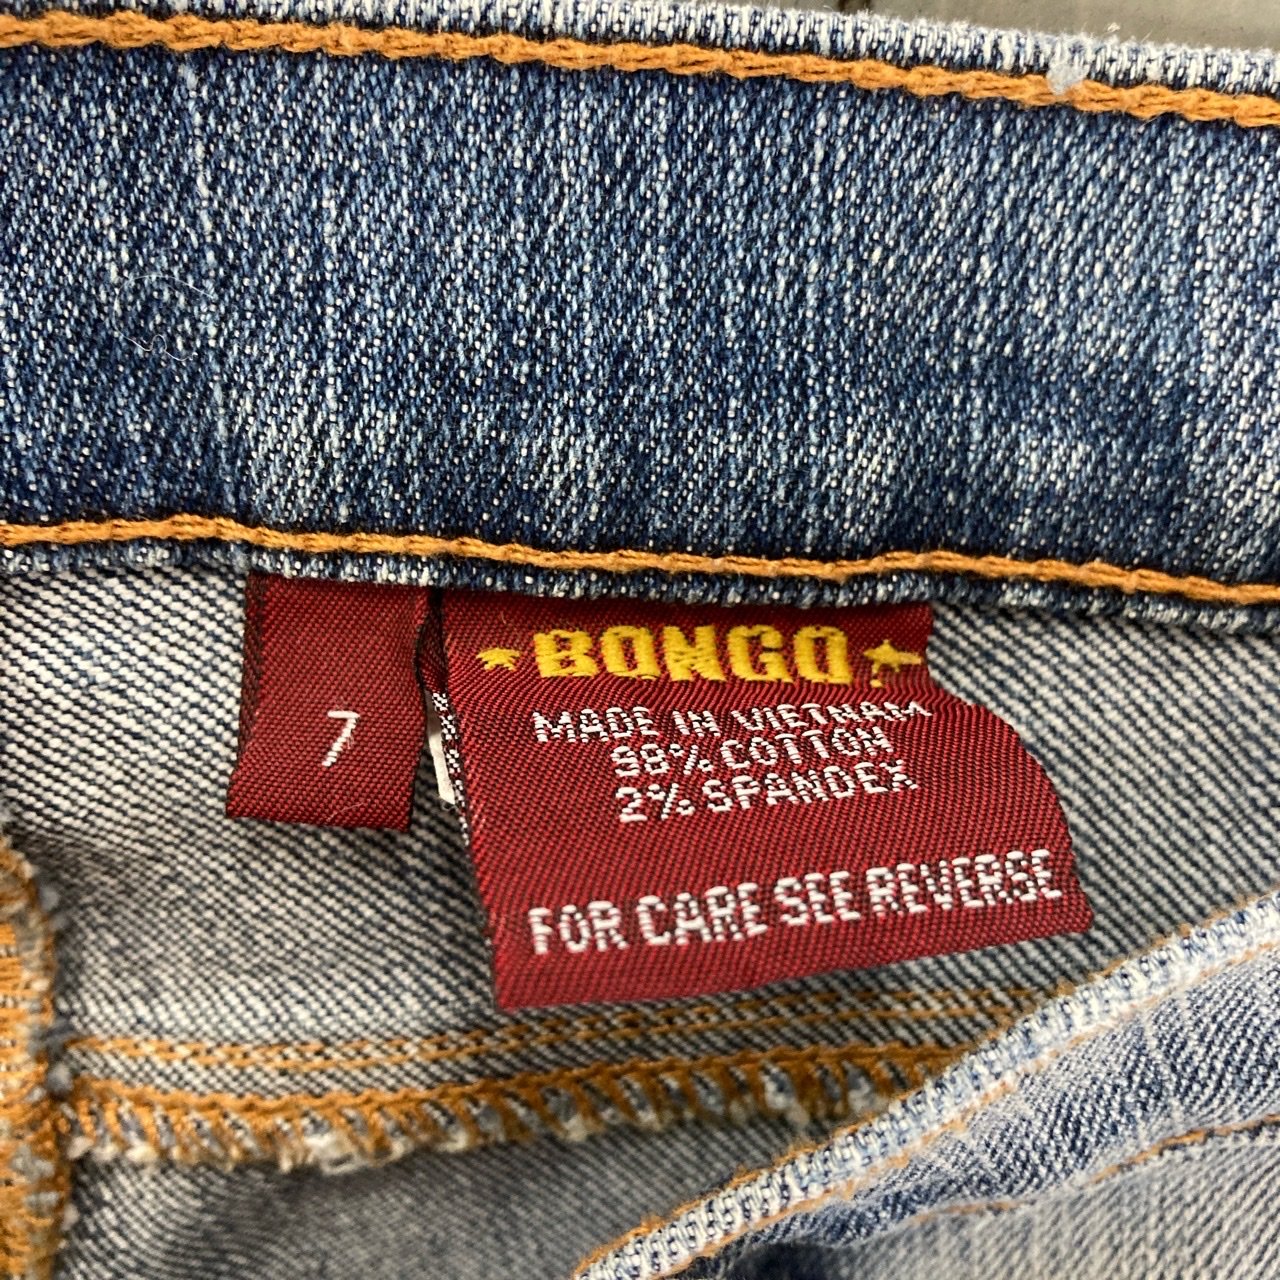 7
BONGO
MADE IN VIETNAM
98% COTTON
2% SPANDEX
FOR CARE SEE REVERSE